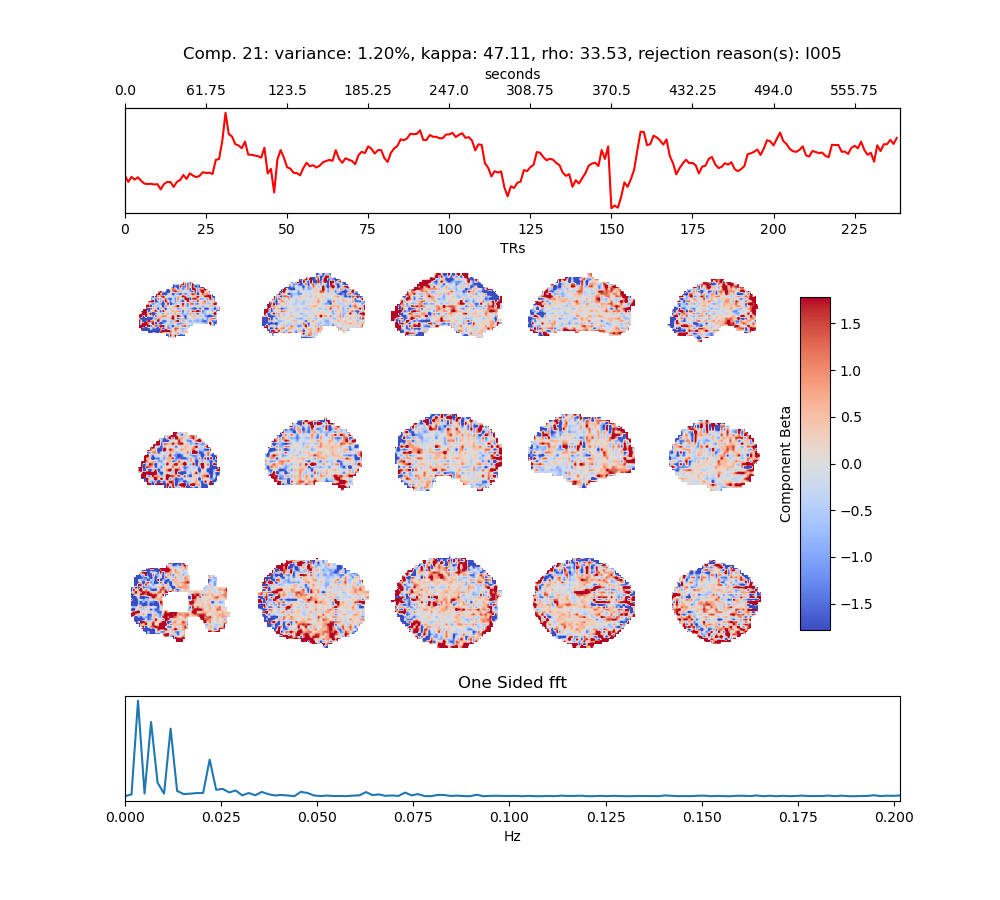 Comp. 21: variance: 1.20%, kappa: 47.11, rho: 33.53, rejection reason(s): I005
seconds
0.0 61.75 123.5 185.25 247.0 308.75 370.5 432.25 494.0 555.75
0 25 50 75 100 125 150 175 200 225
TRs
1.5
1.0
0.5
0.0
−0.5
−1.0
−1.5
Component Beta
One Sided fft
0.000 0.025 0.050 0.075 0.100 0.125 0.150 0.175 0.200
Hz